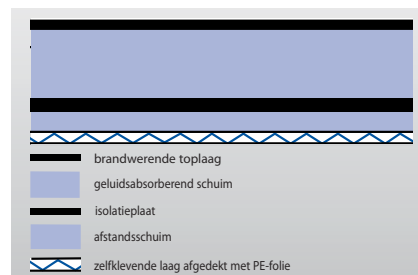 brandwerende toplaag
geluidsabsorberend schuim
isolatieplaat
afstandsschuim
zelfklevende laag afgedekt met PE-folie